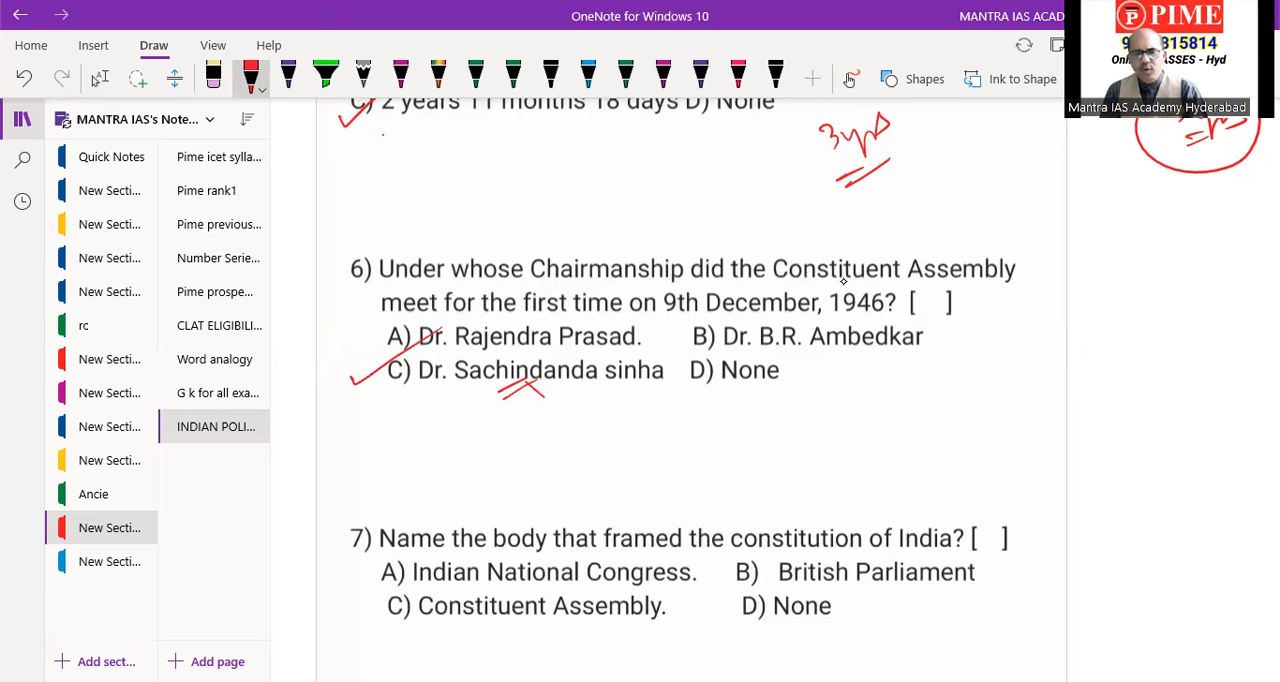 OneNote for Windows 10
MANTRA IAS ACAD
Home Insert Draw View Help
Shapes Ink to Shape
PIME
815814
Onli CLASSES - Hyd
Mantra IAS Academy Hyderabad
MANTRA IAS's Note...
Quick Notes
New Secti...
New Secti...
New Secti...
New Secti...
rc
New Secti...
New Secti...
New Secti...
New Secti...
Ancie
New Secti...
New Secti...
Add sect...
Pime icet sylla...
Pime rank1
Pime previous...
Number Serie...
Pime prospe...
CLAT ELIGIBILI...
Word analogy
G k for all exa...
INDIAN POLI...
Add page
C) 2 years 11 months 18 days D) None
6) Under whose Chairmanship did the Constituent Assembly
meet for the first time on 9th December, 1946? [ ]
A) Dr. Rajendra Prasad. B) Dr. B.R. Ambedkar
C) Dr. Sachindanda sinha D) None
7) Name the body that framed the constitution of India? [ ]
A) Indian National Congress. B) British Parliament
C) Constituent Assembly. D) None